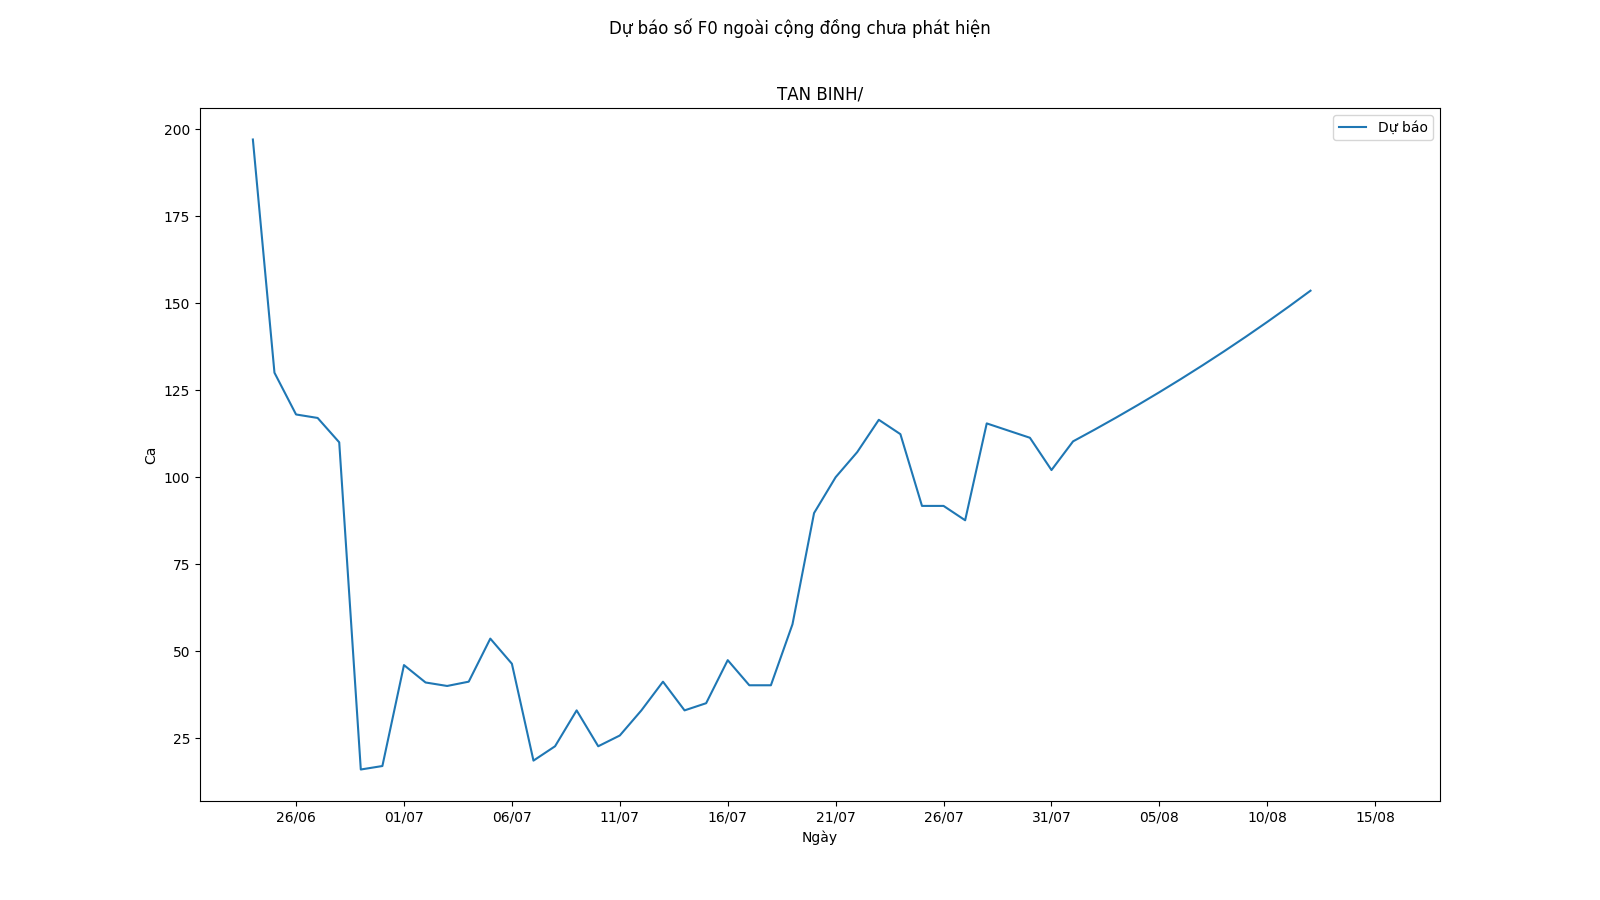 Dự báo số F0 ngoài cộng đồng chưa phát hiện
TAN BINH/
Dự báo
200
175
150
125
100
75
50
25
Ca
26/06 01/07 06/07 11/07 16/07 21/07 26/07 31/07 05/08 10/08 15/08
Ngày